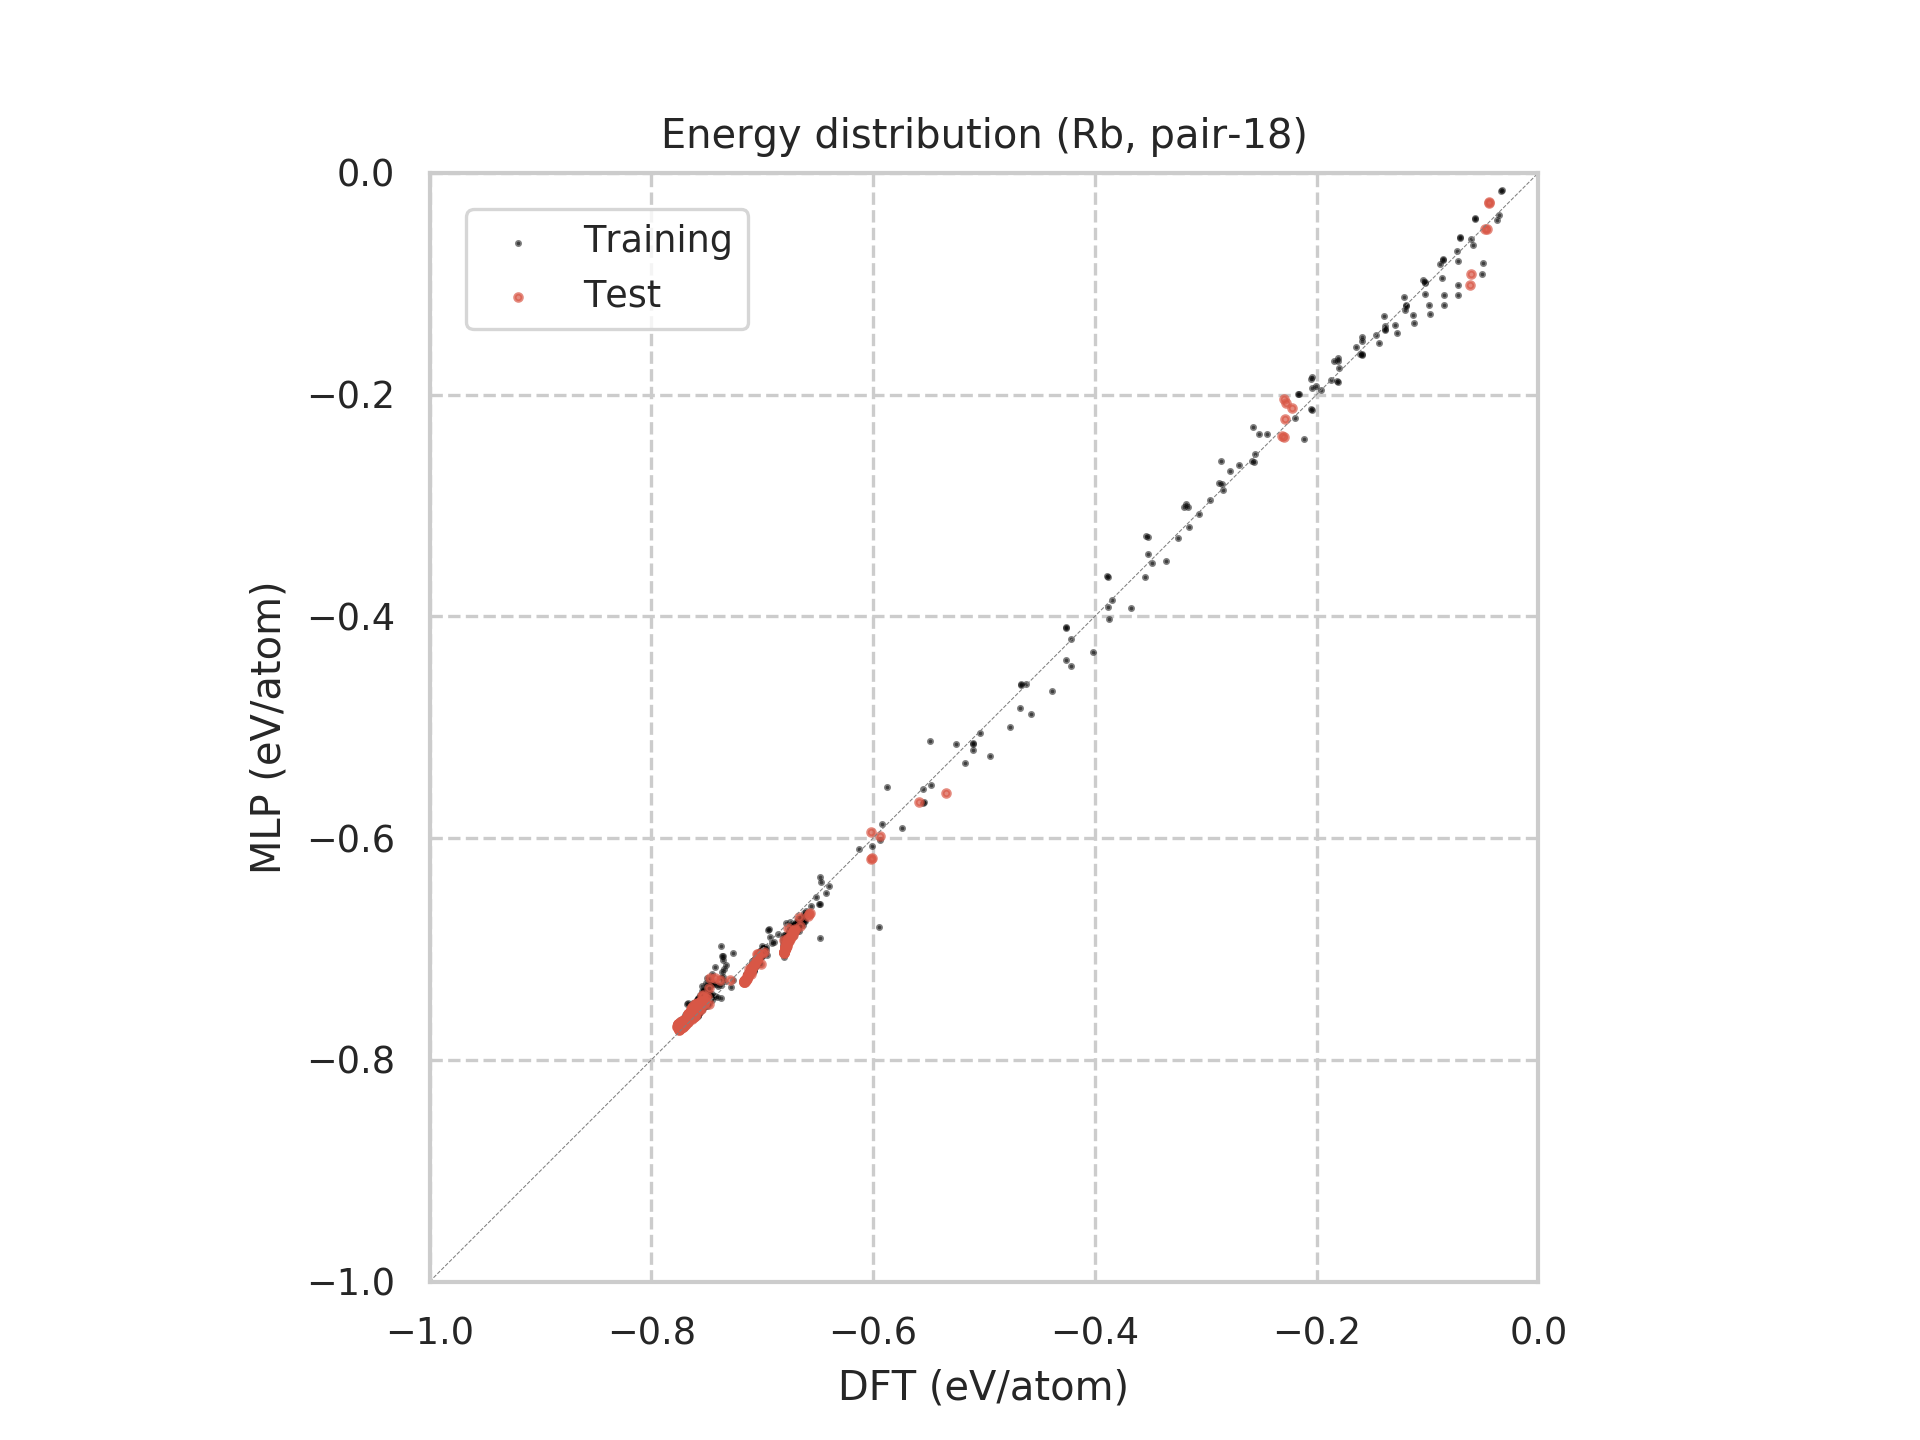 Energy distribution (Rb, pair-18)
Training
Test
MLP (eV/atom)
0.0
−0.2
−0.4
−0.6
−0.8
−1.0
−1.0 −0.8 −0.6 −0.4 −0.2 0.0
DFT (eV/atom)